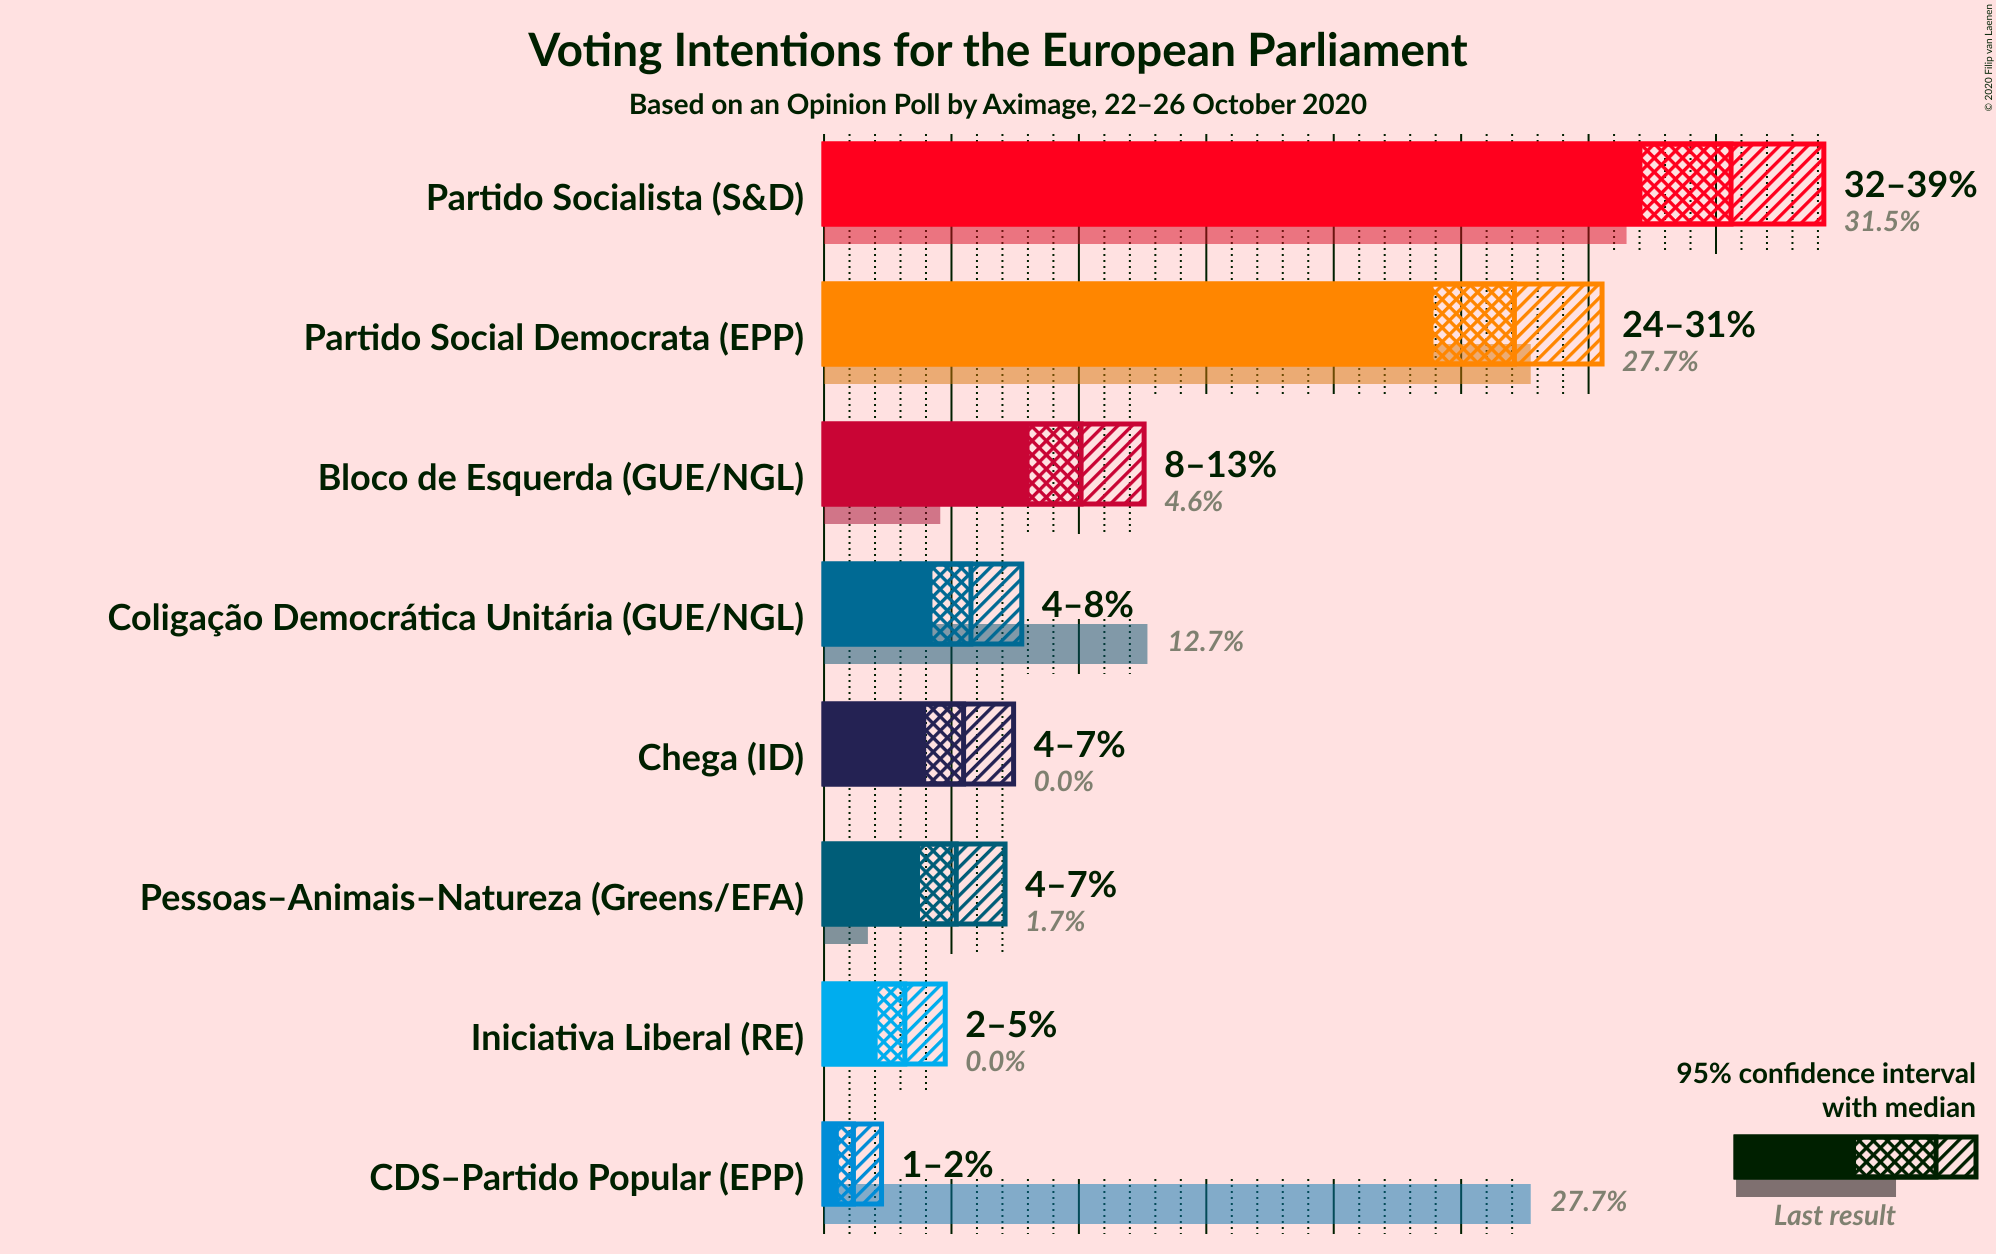 Voting Intentions for the European Parliament
Based on an Opinion Poll by Aximage, 22–26 October 2020
© 2020 Filip van Laenen
Partido Socialista (S&D)
32–39%
31.5%
Partido Social Democrata (EPP)
24–31%
27.7%
Bloco de Esquerda (GUE/NGL)
8–13%
4.6%
Coligação Democrática Unitária (GUE/NGL)
4–8%
12.7%
Chega (ID)
4–7%
0.0%
Pessoas–Animais–Natureza (Greens/EFA)
4–7%
1.7%
Iniciativa Liberal (RE)
2–5%
0.0%
CDS–Partido Popular (EPP)
1–2%
27.7%
95% confidence interval
with median
Last result